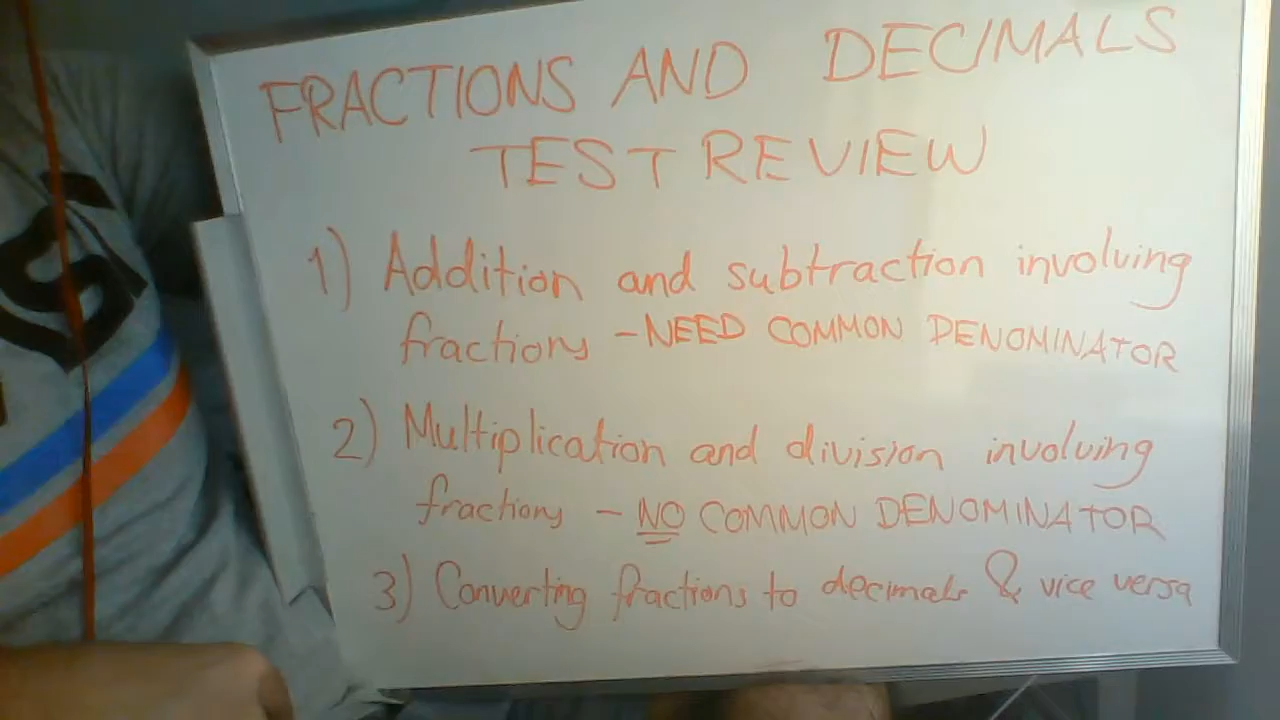 FRACTIONS AND DECIMALS
TEST REVIEW
1) Addition and subtraction involving
fractions - NEED COMMON DENOMINATOR
2) Multiplication and division involving
fractions - NO COMMON DENOMINATOR
3) Converting fractions to decimals & vice versa